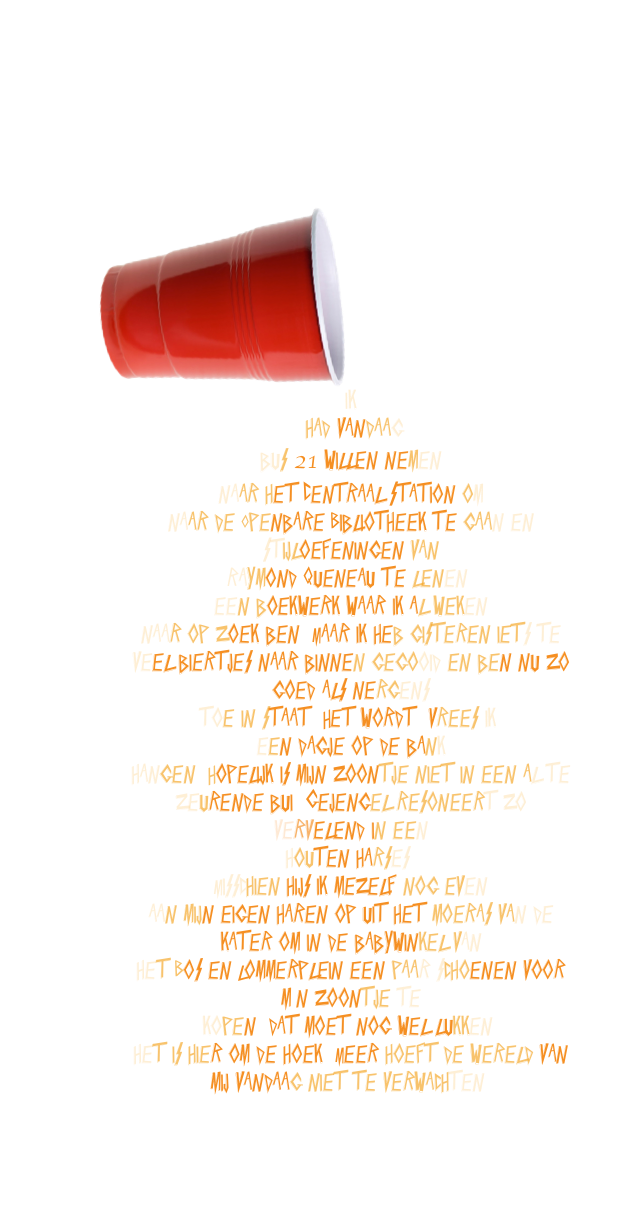 IK
HAD VANDAAG
BUS 21 WILLEN NEMEN
NAAR HET CENTRAAL STATION OM
NAAR DE OPENBARE BIBLIOTHEEK TE GAAN EN
STIJLOEFENINGEN VAN
RAYMOND QUENEAU TE LENEN
EEN BOEKWERK WAAR IK AL WEKEN
NAAR OP ZOEK BEN MAAR IK HEB GISTEREN IETS TE
VEEL BIERTJES NAAR BINNEN GEGOOID EN BEN NU ZO
GOED ALS NERGENS
TOE IN STAAT HET WORDT VREES IK
EEN DAGJE OP DE BANK
HANGEN HOPELIJK IS MIJN ZOONTJE NIET IN EEN AL TE
ZEURENDE BUI GEJENGEL RESONEERT ZO
VERVELEND IN EEN
HOUTEN HARSES
MISSCHIEN HIJS IK MEZELF NOG EVEN
AAN MIJN EIGEN HAREN OP UIT HET MOERAS VAN DE
KATER OM IN DE BABYWINKEL VAN
HET BOS EN LOMMERPLEIN EEN PAAR SCHOENEN VOOR
M N ZOONTJE TE
KOPEN DAT MOET NOG WEL LUKKEN
HET IS HIER OM DE HOEK MEER HOEFT DE WERELD VAN
MIJ VANDAAG NIET TE VERWACHTEN